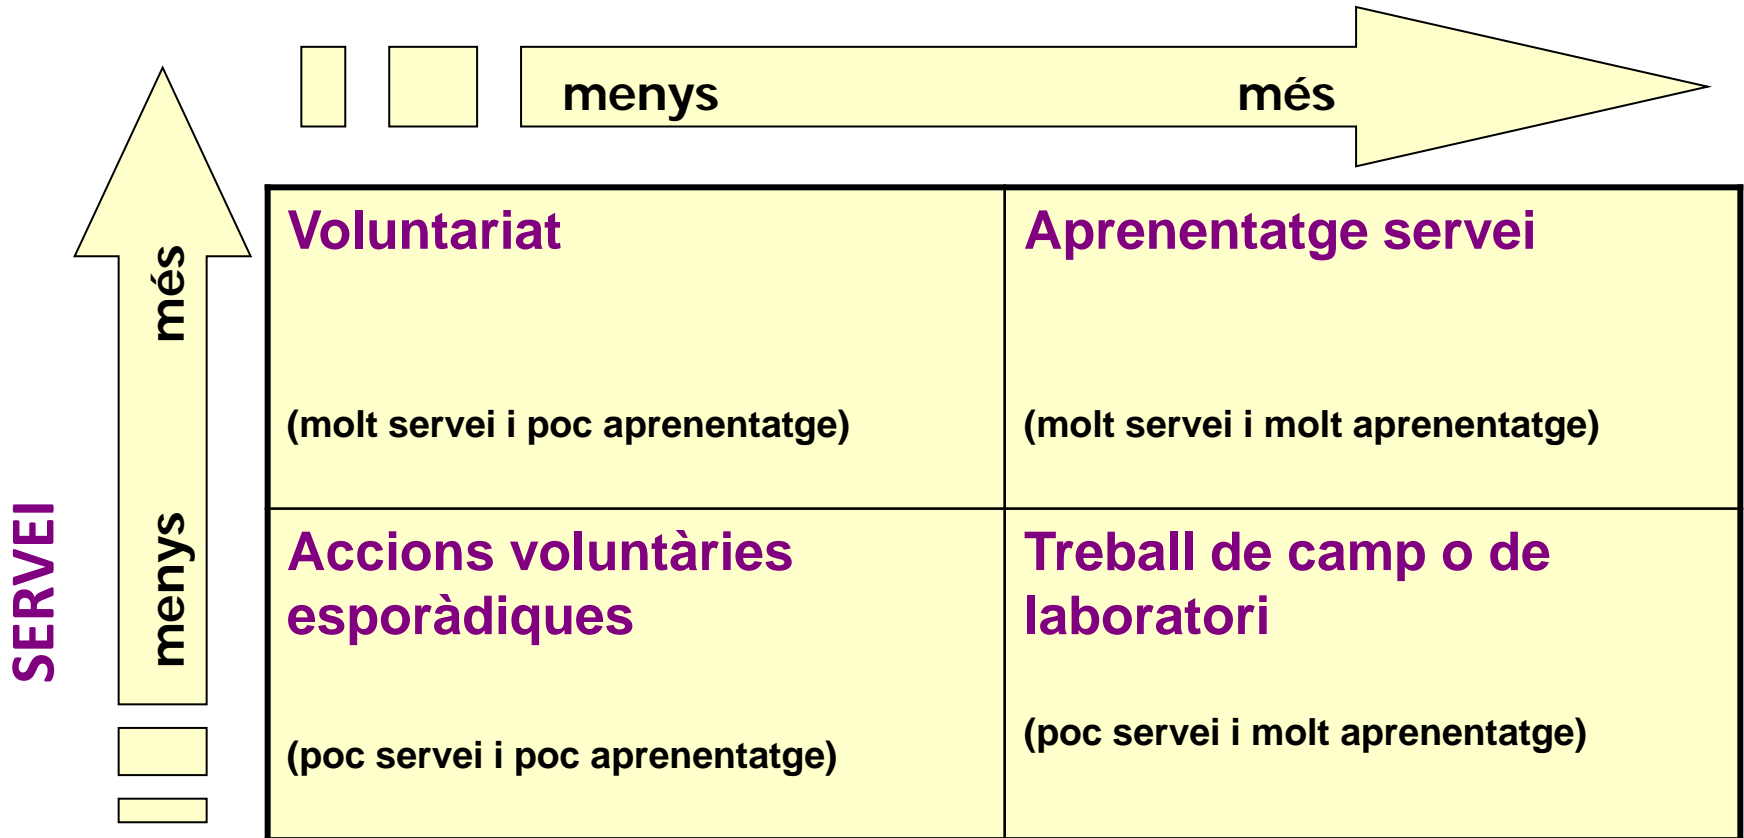 menys més
més
menys
SERVEI
Voluntariat
(molt servei i poc aprenentatge)
Aprenentatge servei
(molt servei i molt aprenentatge)
Accions voluntàries
esporàdiques
(poc servei i poc aprenentatge)
Treball de camp o de
laboratori
(poc servei i molt aprenentatge)